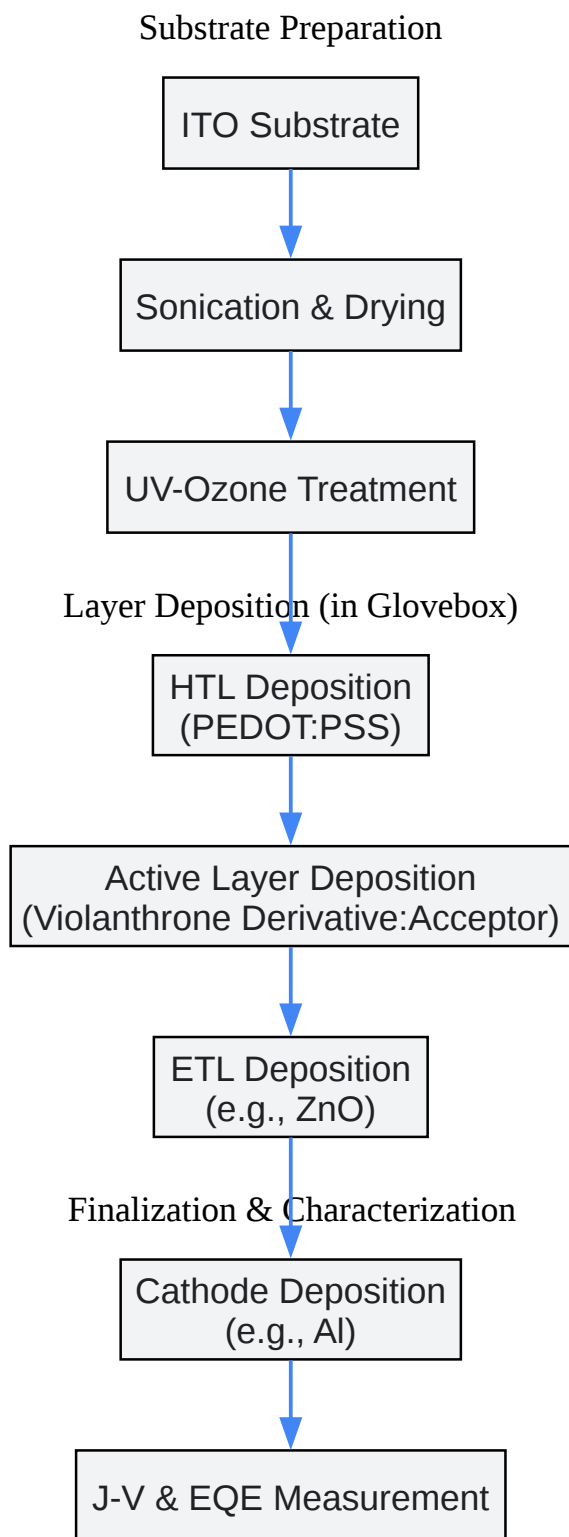 Substrate Preparation
ITO Substrate
Sonication & Drying
UV-Ozone Treatment
Layer Deposition (in Glovebox)
HTL Deposition
(PEDOT:PSS)
Active Layer Deposition
(Violanthrone Derivative:Acceptor)
ETL Deposition
(e.g., ZnO)
Finalization & Characterization
Cathode Deposition
(e.g., Al)
J-V & EQE Measurement